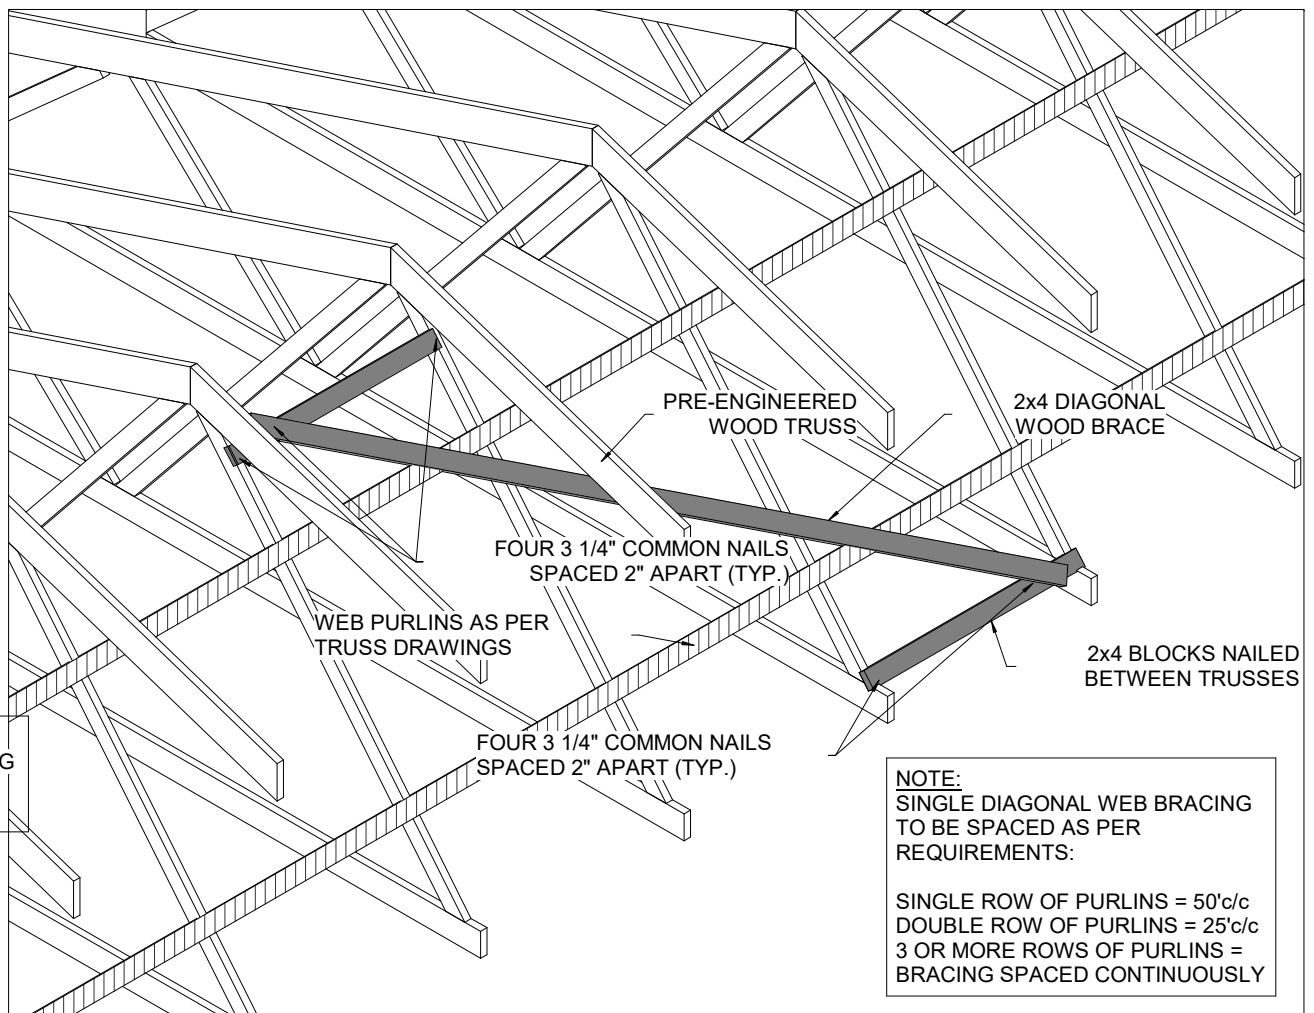 PRE-ENGINEERED
WOOD TRUSS
2x4 DIAGONAL
WOOD BRACE
FOUR 3 1/4" COMMON NAILS
SPACED 2" APART (TYP.)
WEB PURLINS AS PER
TRUSS DRAWINGS
2x4 BLOCKS NAILED
BETWEEN TRUSSES
FOUR 3 1/4" COMMON NAILS
SPACED 2" APART (TYP.)
G
NOTE:
SINGLE DIAGONAL WEB BRACING
TO BE SPACED AS PER
REQUIREMENTS:
SINGLE ROW OF PURLINS = 50'c/c
DOUBLE ROW OF PURLINS = 25'c/c
3 OR MORE ROWS OF PURLINS =
BRACING SPACED CONTINUOUSLY